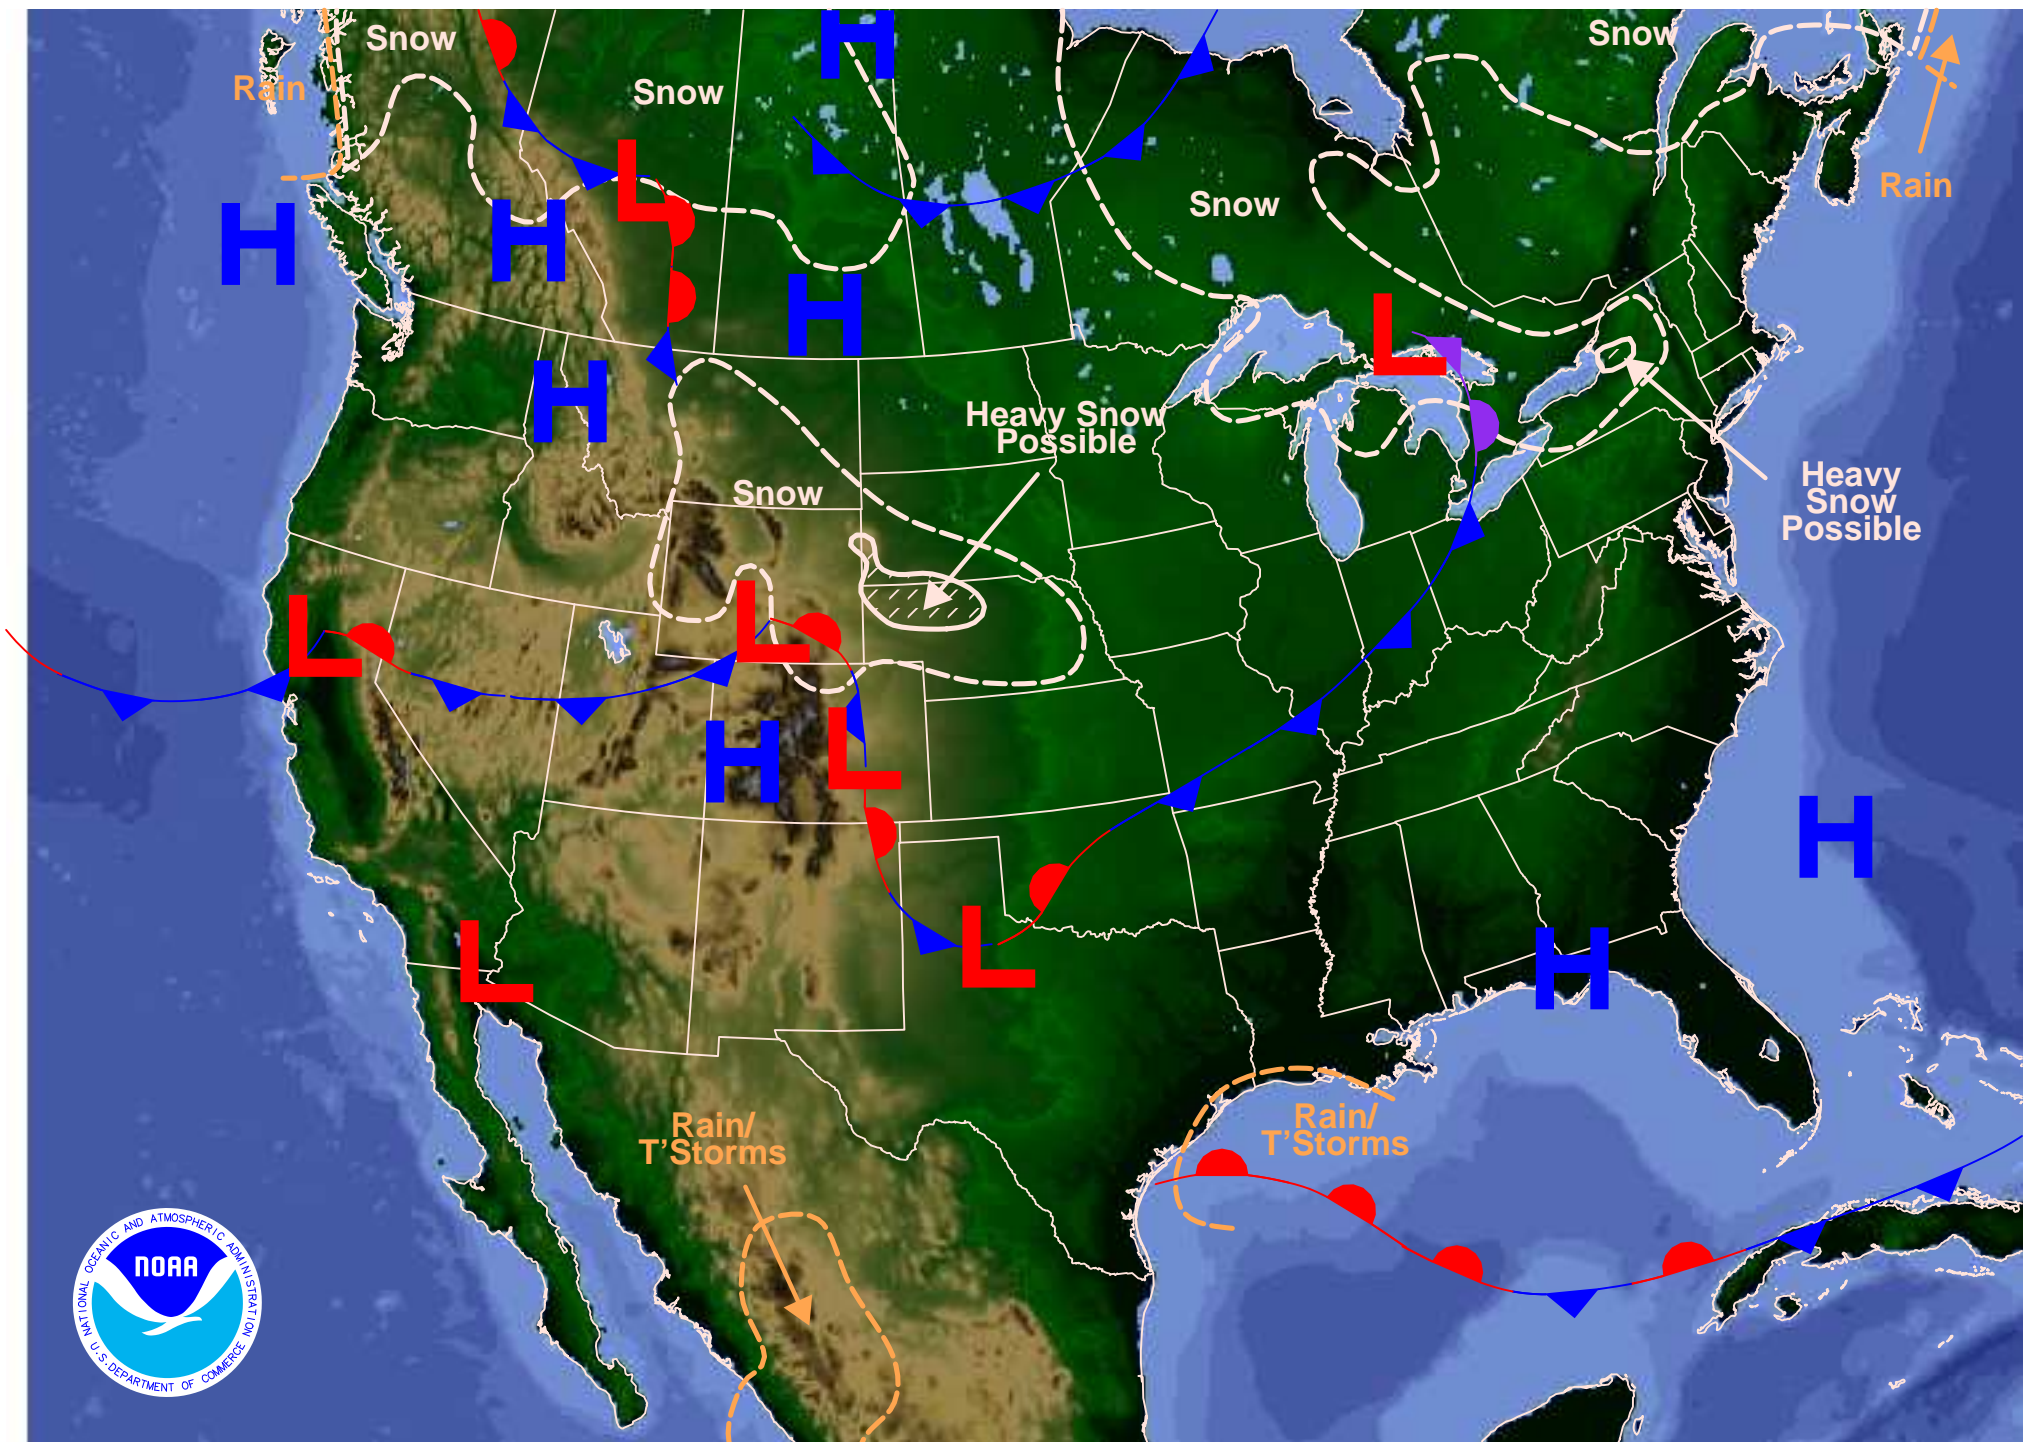 H
Snow
Snow
Rain
Snow
Rain
Snow
H
H
L
H
L
H
Heavy Snow
Possible
Snow
Heavy
Snow
Possible
L
L
H
L
H
L
L
H
Rain/
T'Storms
Rain/
T'Storms
NATIONAL OCEANIC AND ATMOSPHERIC ADMINISTRATION
NOAA
U.S. DEPARTMENT OF COMMERCE